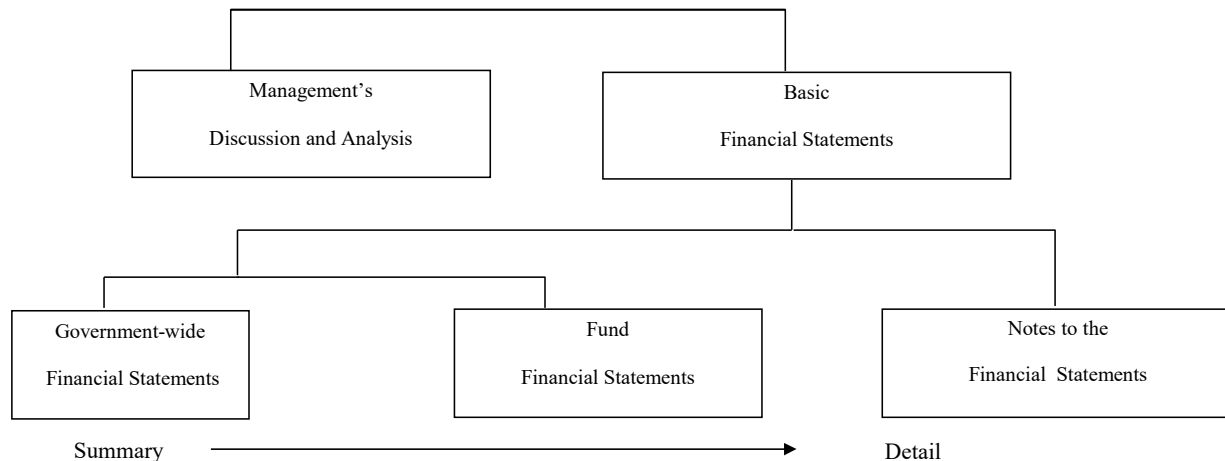 Management’s
Discussion and Analysis
Basic
Financial Statements
Government-wide
Financial Statements
Fund
Financial Statements
Notes to the
Financial Statements
Summary
Detail